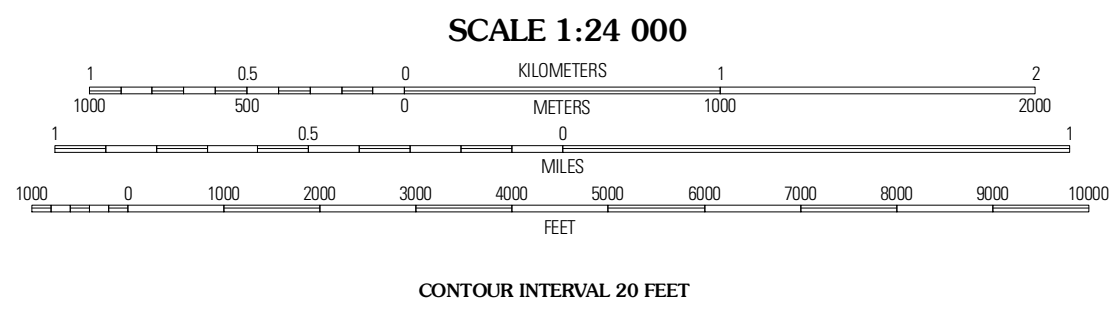 SCALE 1:24 000
1 0.5 0 KILOMETERS 1 2
1000 500 0 METERS 1000 2000
1 0.5 0 1
MILES
1000 0 1000 2000 3000 4000 5000 6000 7000 8000 9000 10000
FEET
CONTOUR INTERVAL 20 FEET